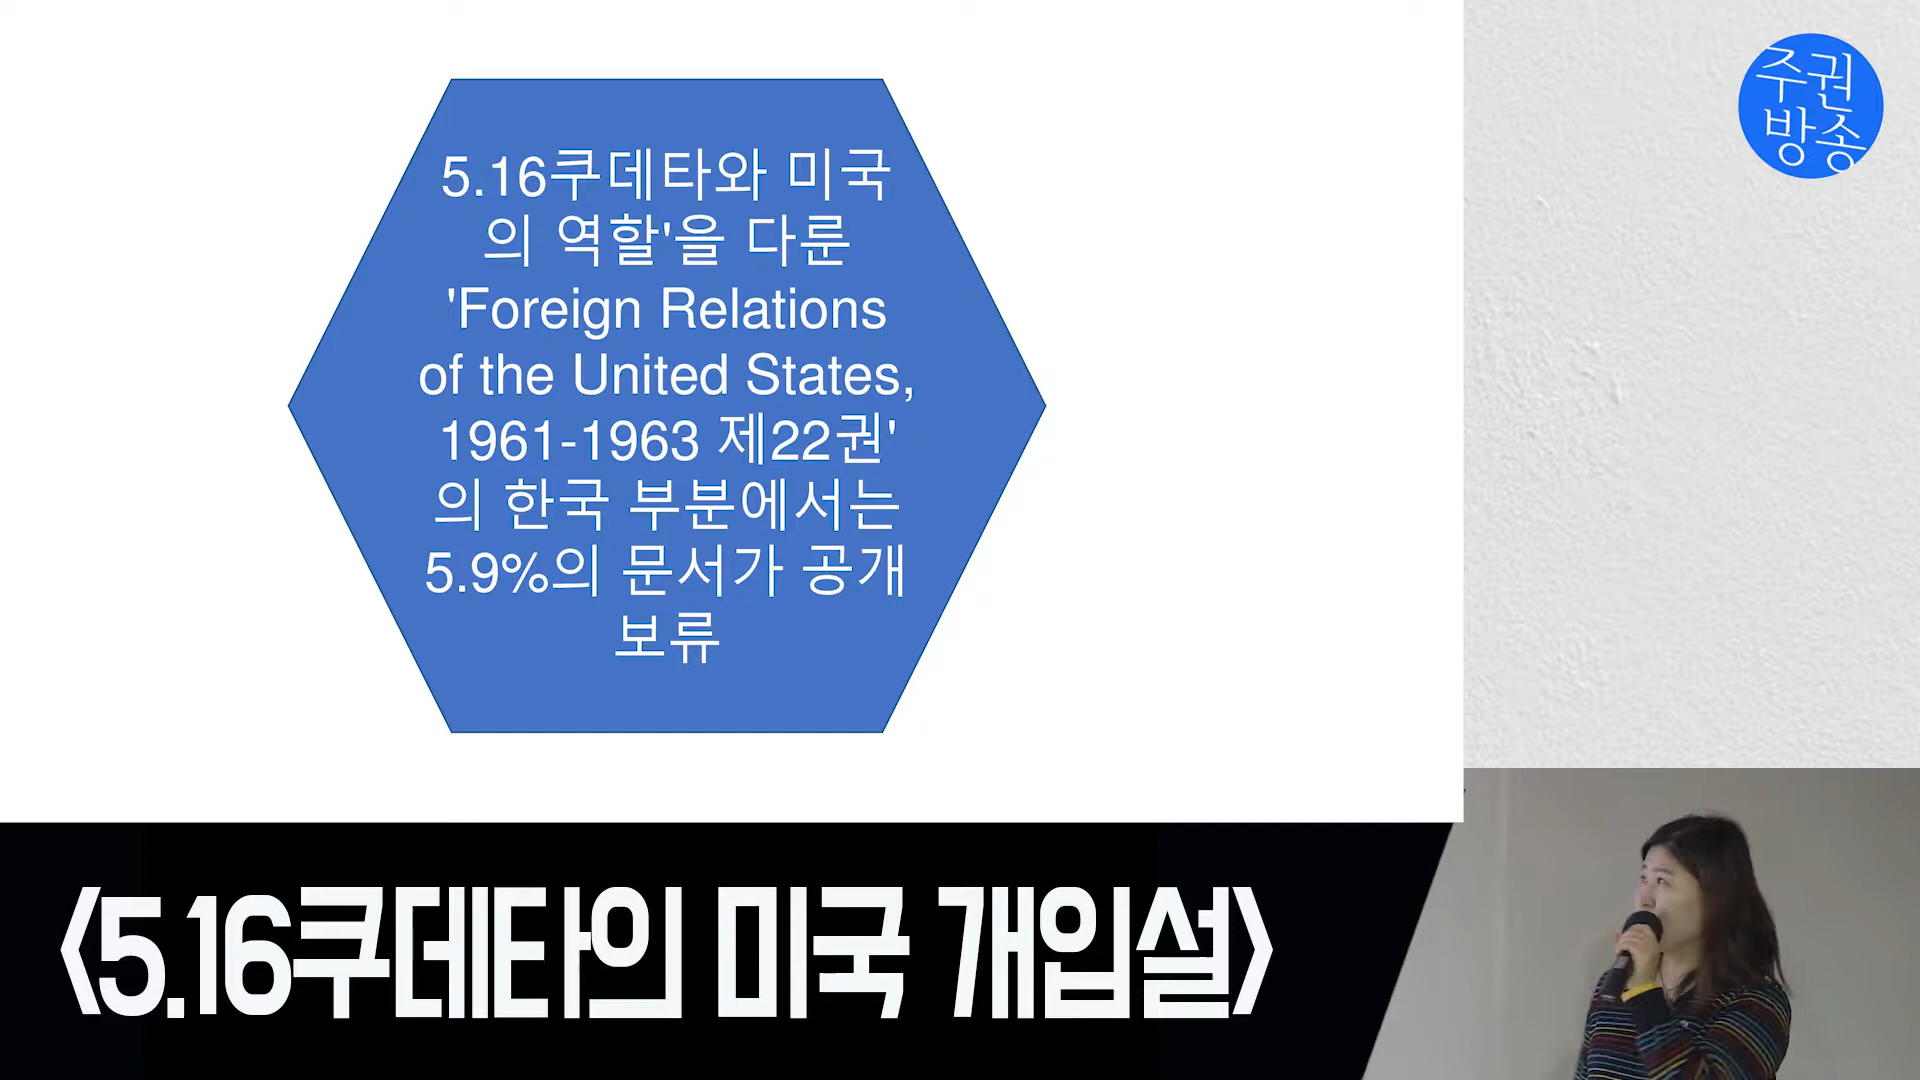 주권
방송
5.16쿠데타와 미국
의 역할'을 다룬
'Foreign Relations
of the United States,
1961-1963 제22권'
의 한국 부분에서는
5.9%의 문서가 공개
보류
<5.16쿠데타의 미국 개입설>